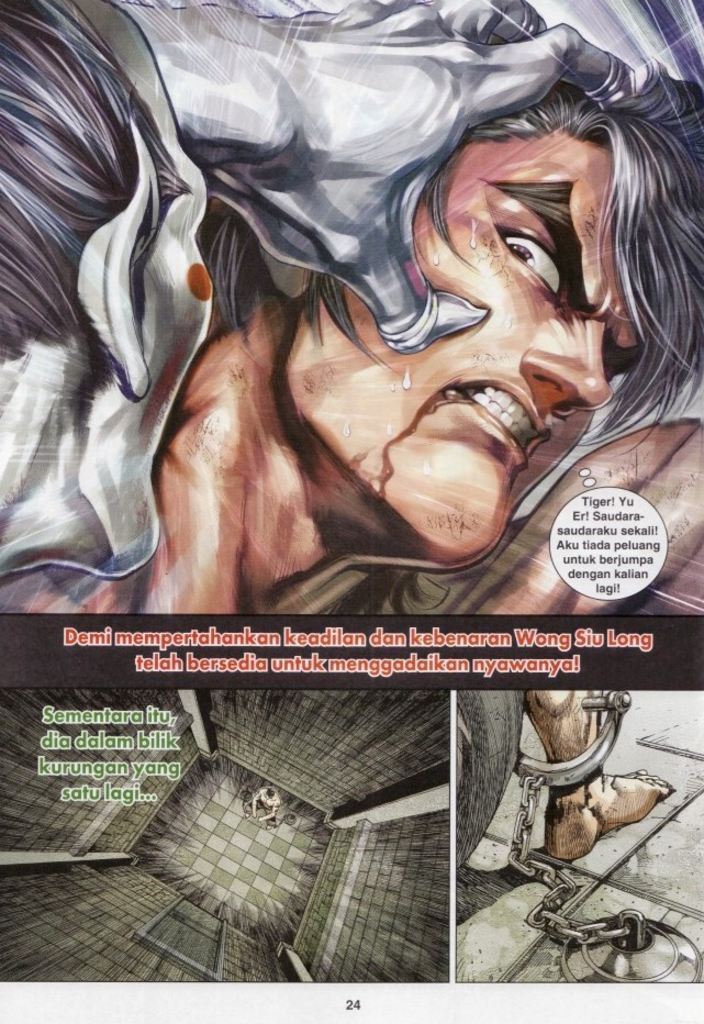 Tiger! Yu
Er! Saudara-
saudaraku sekali!
Aku tiada peluang
untuk berjumpa
dengan kalian
lagi!
Demi mempertahankan keadilan dan kebenaran Wong Siu Long
telah bersedia untuk menggadaikan nyawanya!
Sementara itu,
dia dalam bilik
kurungan yang
satu lagi...
24